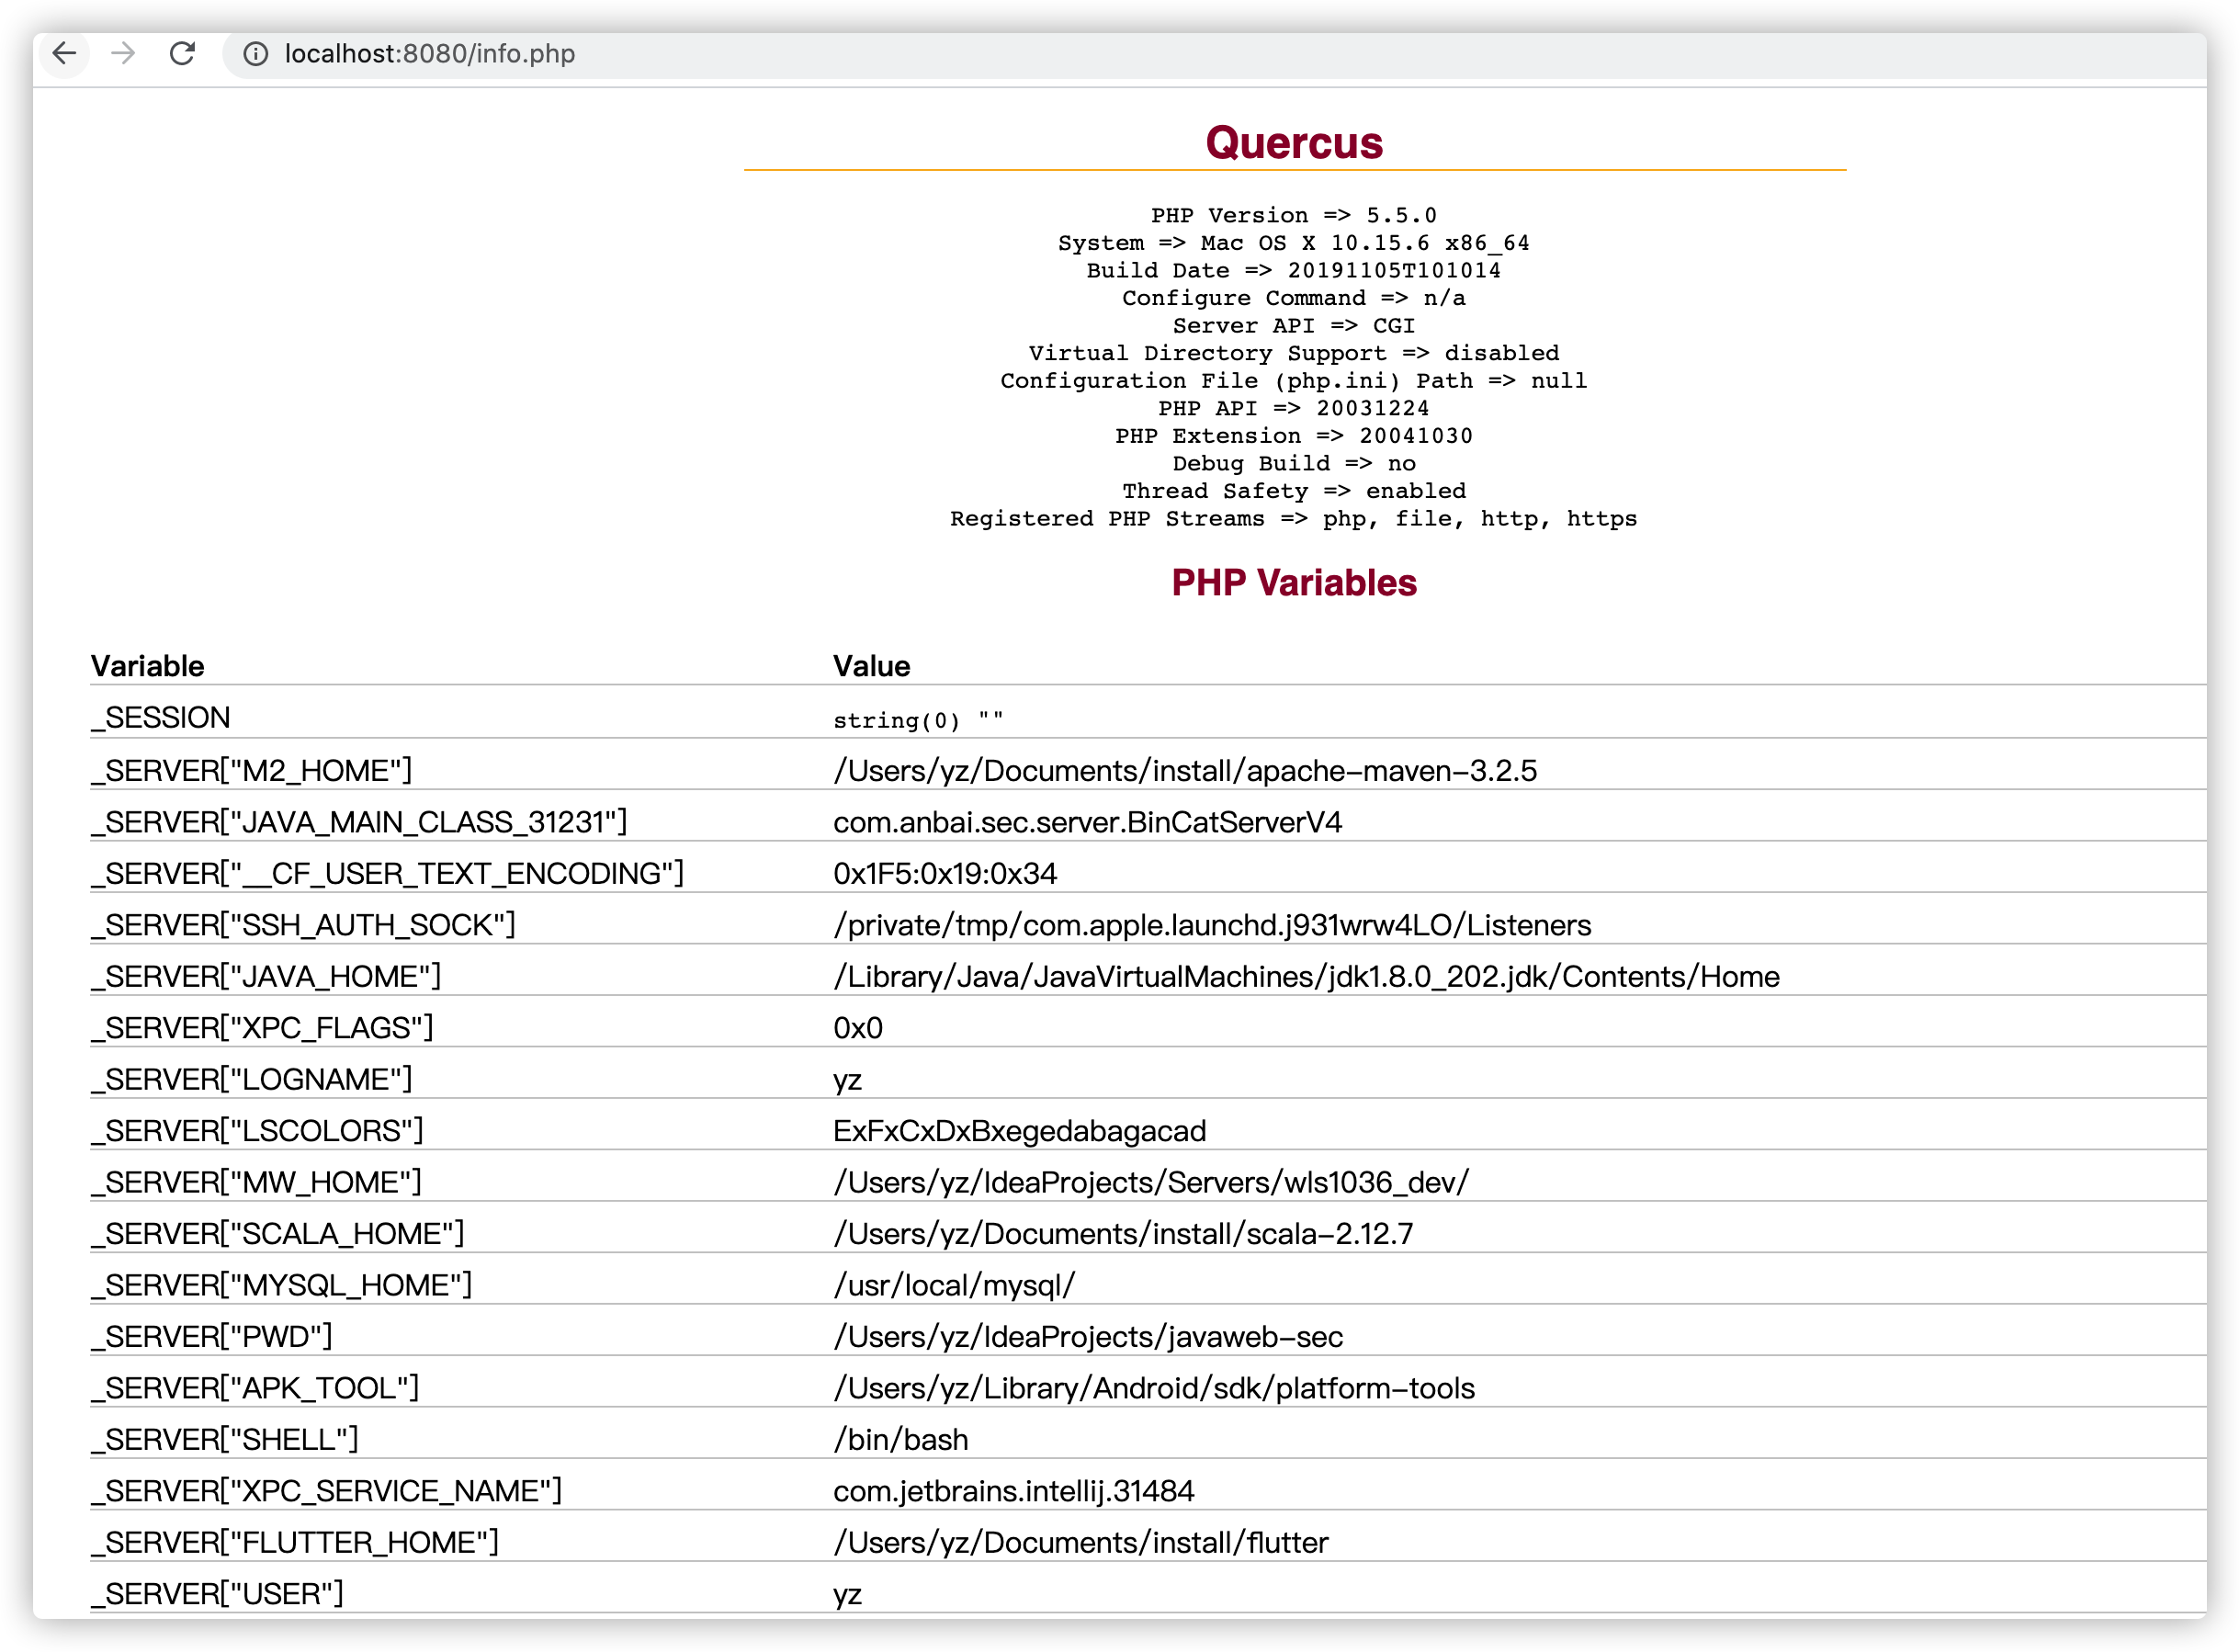 localhost:8080/info.php
Quercus
PHP Version => 5.5.0
System => Mac OS X 10.15.6 x86_64
Build Date => 20191105T101014
Configure Command => n/a
Server API => CGI
Virtual Directory Support => disabled
Configuration File (php.ini) Path => null
PHP API => 20031224
PHP Extension => 20041030
Debug Build => no
Thread Safety => enabled
Registered PHP Streams => php, file, http, https
PHP Variables
Variable Value
_SESSION string(0) ""
_SERVER["M2_HOME"] /Users/yz/Documents/install/apache-maven-3.2.5
_SERVER["JAVA_MAIN_CLASS_31231"] com.anbai.sec.server.BinCatServerV4
_SERVER["__CF_USER_TEXT_ENCODING"] 0x1F5:0x19:0x34
_SERVER["SSH_AUTH_SOCK"] /private/tmp/com.apple.launchd.j931wrw4LO/Listeners
_SERVER["JAVA_HOME"] /Library/Java/JavaVirtualMachines/jdk1.8.0_202.jdk/Contents/Home
_SERVER["XPC_FLAGS"] 0x0
_SERVER["LOGNAME"] yz
_SERVER["LSCOLORS"] ExFxCxDxBxegedabagacad
_SERVER["MW_HOME"] /Users/yz/IdeaProjects/Servers/wls1036_dev/
_SERVER["SCALA_HOME"] /Users/yz/Documents/install/scala-2.12.7
_SERVER["MYSQL_HOME"] /usr/local/mysql/
_SERVER["PWD"] /Users/yz/IdeaProjects/javaweb-sec
_SERVER["APK_TOOL"] /Users/yz/Library/Android/sdk/platform-tools
_SERVER["SHELL"] /bin/bash
_SERVER["XPC_SERVICE_NAME"] com.jetbrains.intellij.31484
_SERVER["FLUTTER_HOME"] /Users/yz/Documents/install/flutter
_SERVER["USER"] yz